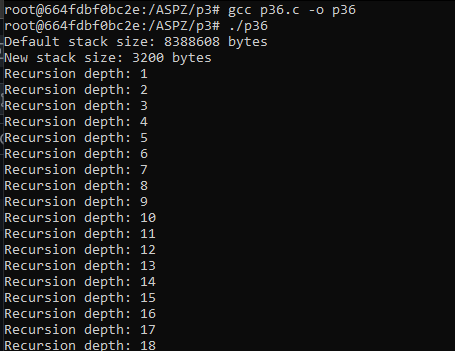 root@664fdbf0bc2e:/ASPZ/p3# gcc p36.c -o p36
root@664fdbf0bc2e:/ASPZ/p3# ./p36
Default stack size: 8388608 bytes
New stack size: 3200 bytes
Recursion depth: 1
Recursion depth: 2
Recursion depth: 3
Recursion depth: 4
Recursion depth: 5
Recursion depth: 6
Recursion depth: 7
Recursion depth: 8
Recursion depth: 9
Recursion depth: 10
Recursion depth: 11
Recursion depth: 12
Recursion depth: 13
Recursion depth: 14
Recursion depth: 15
Recursion depth: 16
Recursion depth: 17
Recursion depth: 18